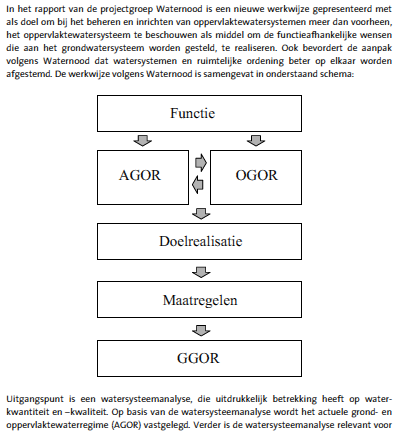 In het rapport van de projectgroep Waternood is een nieuwe werkwijze gepresenteerd met
als doel om bij het beheren en inrichten van oppervlaktewatersystemen meer dan voorheen,
het oppervlaktewatersysteem te beschouwen als middel om de functieafhankelijke wensen
die aan het grondwatersysteem worden gesteld, te realiseren. Ook bevordert de aanpak
volgens Waternood dat watersystemen en ruimtelijke ordening beter op elkaar worden
afgestemd. De werkwijze volgens Waternood is samengevat in onderstaand schema:
Functie
AGOR
OGOR
Doelrealisatie
Maatregelen
GGOR
Uitgangspunt is een watersysteemanalyse, die uitdrukkelijk betrekking heeft op water-
kwantiteit en –kwaliteit. Op basis van de watersysteemanalyse wordt het actuele grond- en
oppervlaktewaterregime (AGOR) vastgelegd. Verder is de watersysteemanalyse relevant voor